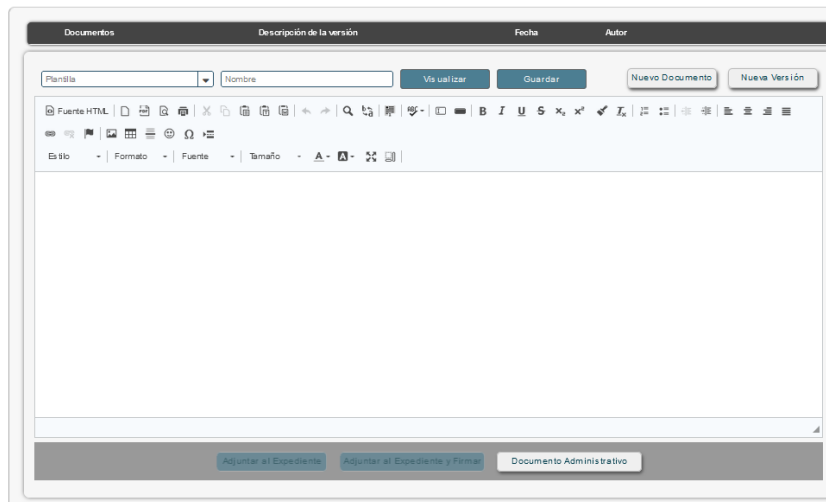 Documentos Descripción de la versión Fecha Autor
Plantilla Nombre Visualizar Guardar Nuevo Documento Nueva Versión
Fuente HTML
Estilo Formato Fuente Tamaño
Adjuntar al Expediente Adjuntar al Expediente y Firmar Documento Administrativo